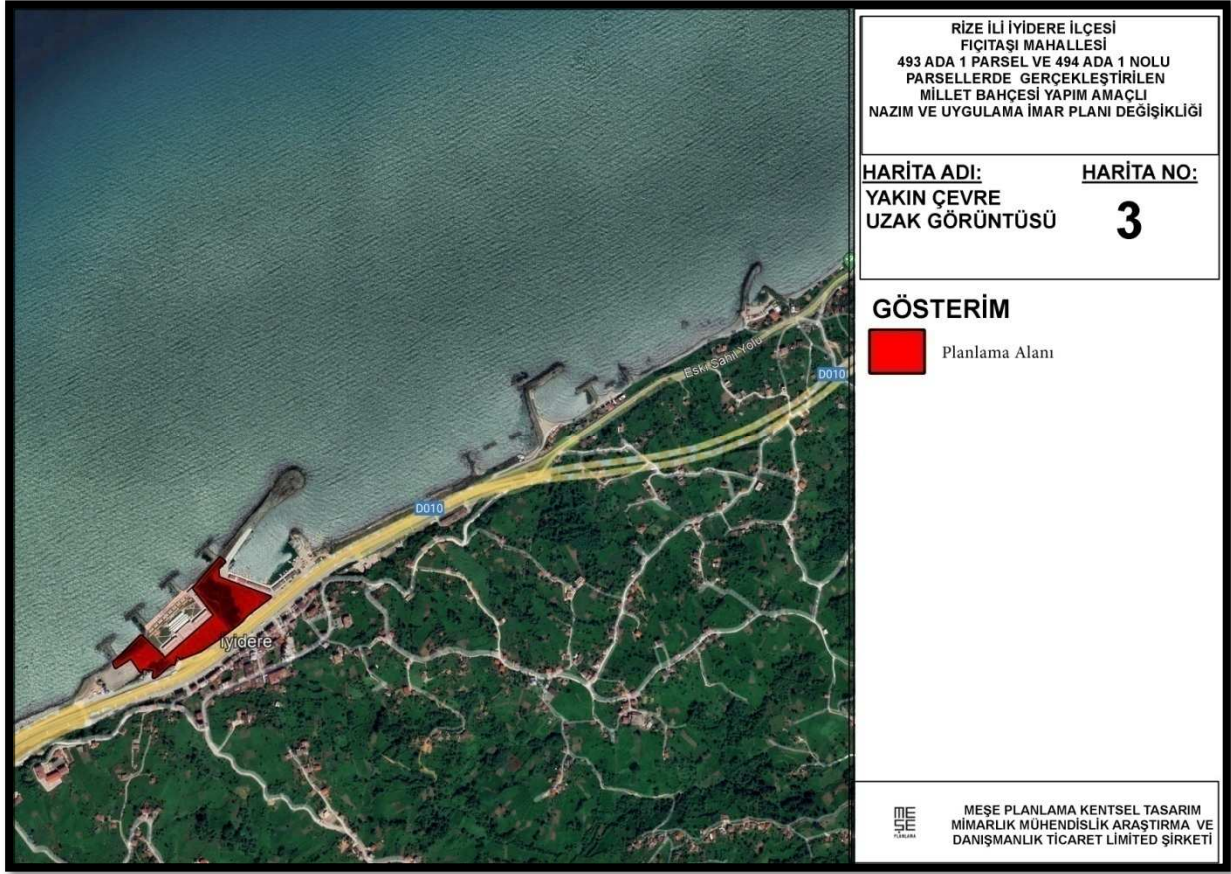 RİZE İLİ İYİDERE İLÇESİ
FIÇITAŞI MAHALLESİ
493 ADA 1 PARSEL VE 494 ADA 1 NOLU
PARSELLERDE GERÇEKLEŞTİRİLEN
MİLLET BAHÇESİ YAPIM AMAÇLI
NAZIM VE UYGULAMA İMAR PLANI DEĞİŞİKLİĞİ
HARİTA ADI:
YAKIN ÇEVRE
UZAK GÖRÜNTÜSÜ
HARİTA NO:
3
GÖSTERİM
Planlama Alanı
Eski Sahil Yolu
D010
D010
İyidere
MEŞE
PLANLAMA
MEŞE PLANLAMA KENTSEL TASARIM
MİMARLIK MÜHENDİSLİK ARAŞTIRMA VE
DANIŞMANLIK TİCARET LİMİTED ŞİRKETİ